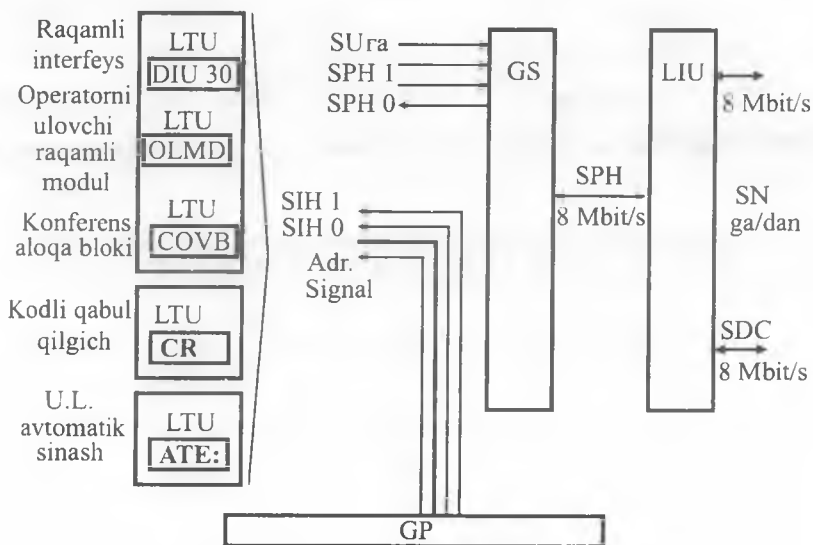 Raqamli
interfeys
LTU
DIU 30
Operatorni
ulovchi
raqamli
modul
LTU
OLMD
Konferens
aloqa bloki
LTU
COVB
Kodli qabul
qilgich
LTU
CR
U.L.
avtomatik
sinash
LTU
ATE:
SUra
SPH 1
SPH 0
SIH 1
SIH 0
Adr.
Signal
GS
SPH
8 Mbit/s
LIU
8 Mbit/s
SN
ga/dan
SDC
8 Mbit/s
GP